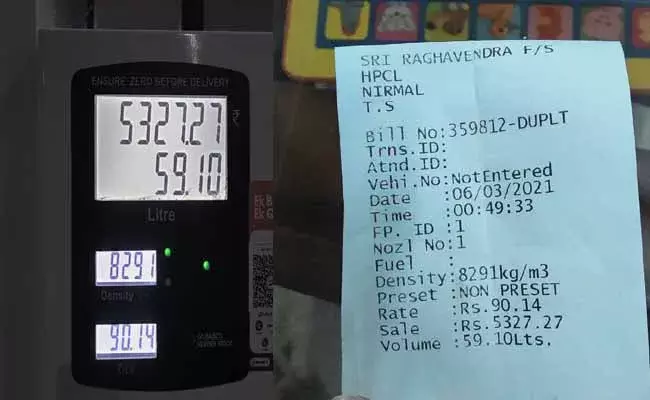 ENSURE ZERO BEFORE DELIVERY
5327.27
₹
59.10
Litre
8291
Density
90.14
SRI RAGHAVENDRA F/S
HPCL
NIRMAL
T.S
Bill No:359812-DUPLT
Trns.ID:
Atnd.ID:
Vehi.No:NotEntered
Date :06/03/2021
Time :00:49:33
FP. ID :1
Nozl No:1
Fuel :
Density:8291kg/m3
Preset :NON PRESET
Rate :Rs.90.14
Sale :Rs.5327.27
Volume :59.10Lts.